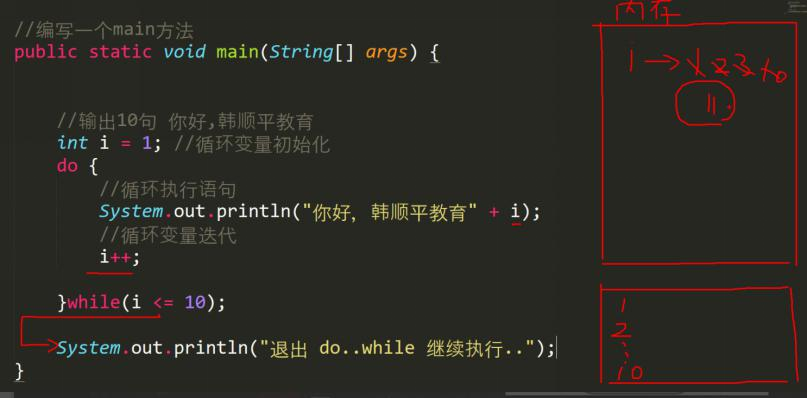 //编写一个main方法
public static void main(String[] args) {
//输出10句 你好,韩顺平教育
int i = 1; //循环变量初始化
do {
//循环执行语句
System.out.println("你好, 韩顺平教育" + i);
//循环变量迭代
i++;
}while(i <= 10);
System.out.println("退出 do..while 继续执行..");
}
内存
i → 1 2 3 10
11
1
2
10